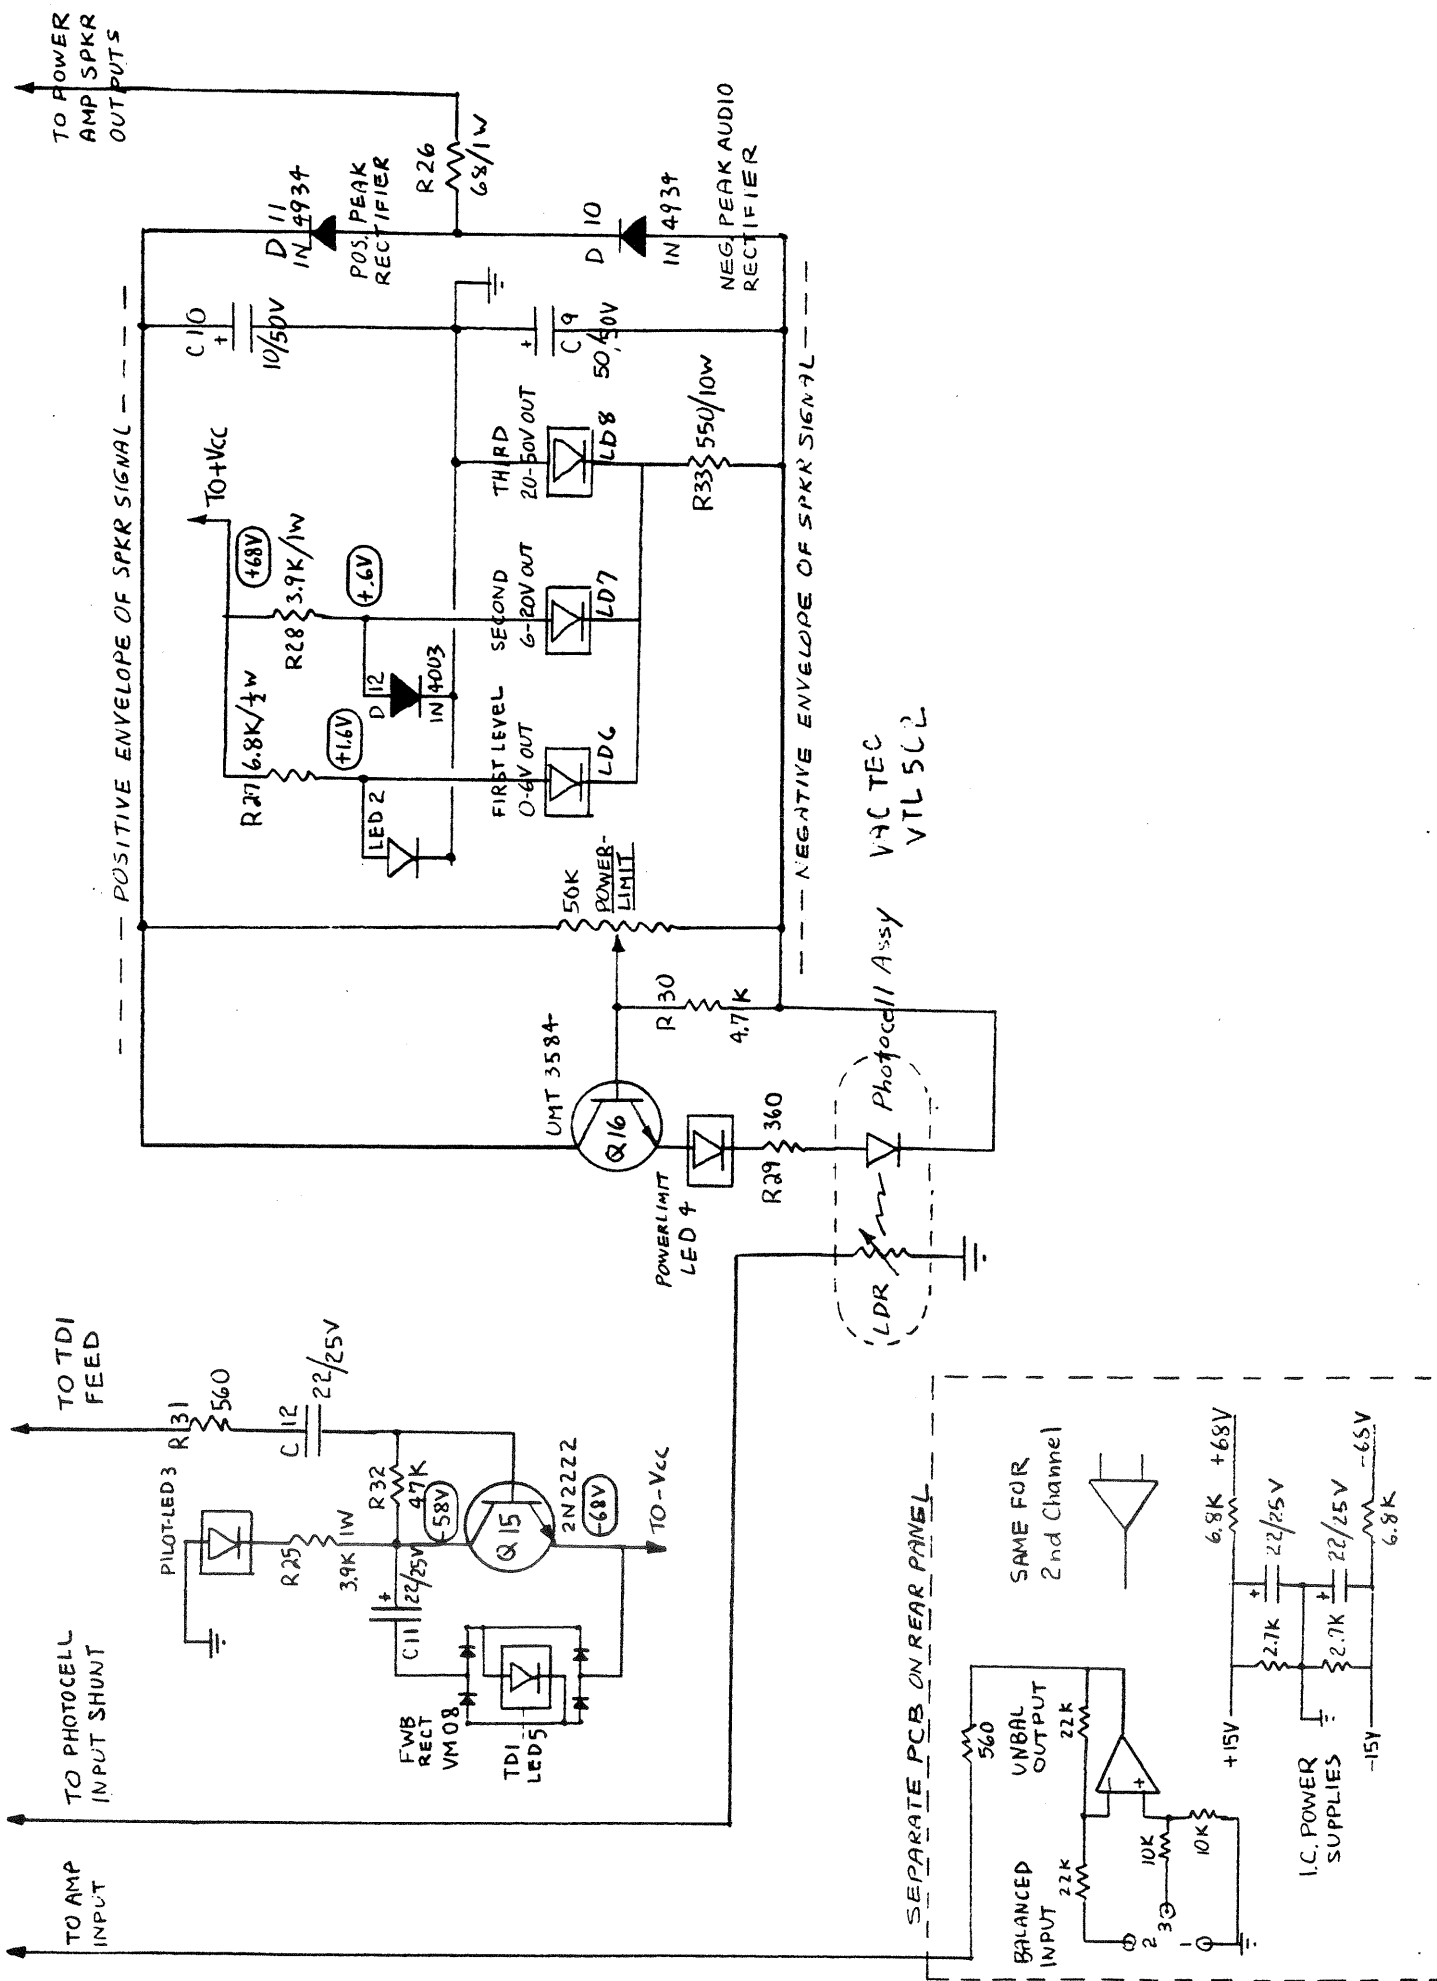 TO POWER
AMP SPKR
OUTPUTS
R26
68/1W
D 11
IN 4934
POS. PEAK
RECTIFIER
D 10
IN 4934
NEG. PEAK AUDIO
RECTIFIER
POSITIVE ENVELOPE OF SPKR SIGNAL
C10
+
10/50V
+
C 9
50/50V
TO+VCC
+68V
R28
3.9K/1W
+.6V
R27
6.8K/½W
+1.6V
LED 2
D 12
IN 4003
FIRST LEVEL
0-6V OUT
LD6
SECOND
6-20V OUT
LD7
THIRD
20-50V OUT
LD8
R33
550/10W
NEGATIVE ENVELOPE OF SPKR SIGNAL
50K
POWER-
LIMIT
R 30
4.7K
UMT 3584
Q16
POWERLIMIT
LED 4
R29
360
LDR
Photocell Assy
VAC TEC
VTL 5C2
TO TDI
FEED
R 31
560
C 12
22/25V
PILOT-LED3
R25
3.9K 1W
R32
47K
-58V
Q 15
2N2222
-68V
TO-VCC
C11
+
22/25V
FWB
RECT
VM08
TDI
LED5
TO PHOTOCELL
INPUT SHUNT
TO AMP
INPUT
SEPARATE PCB ON REAR PANEL
560
UNBAL
OUTPUT
22K
BALANCED
INPUT
22K
-
+
10K
10K
2
3
1
SAME FOR
2nd Channel
I.C. POWER
SUPPLIES
+15V
6.8K
+68V
2.7K
+
22/25V
2.7K
+
22/25V
-15V
6.8K
-65V